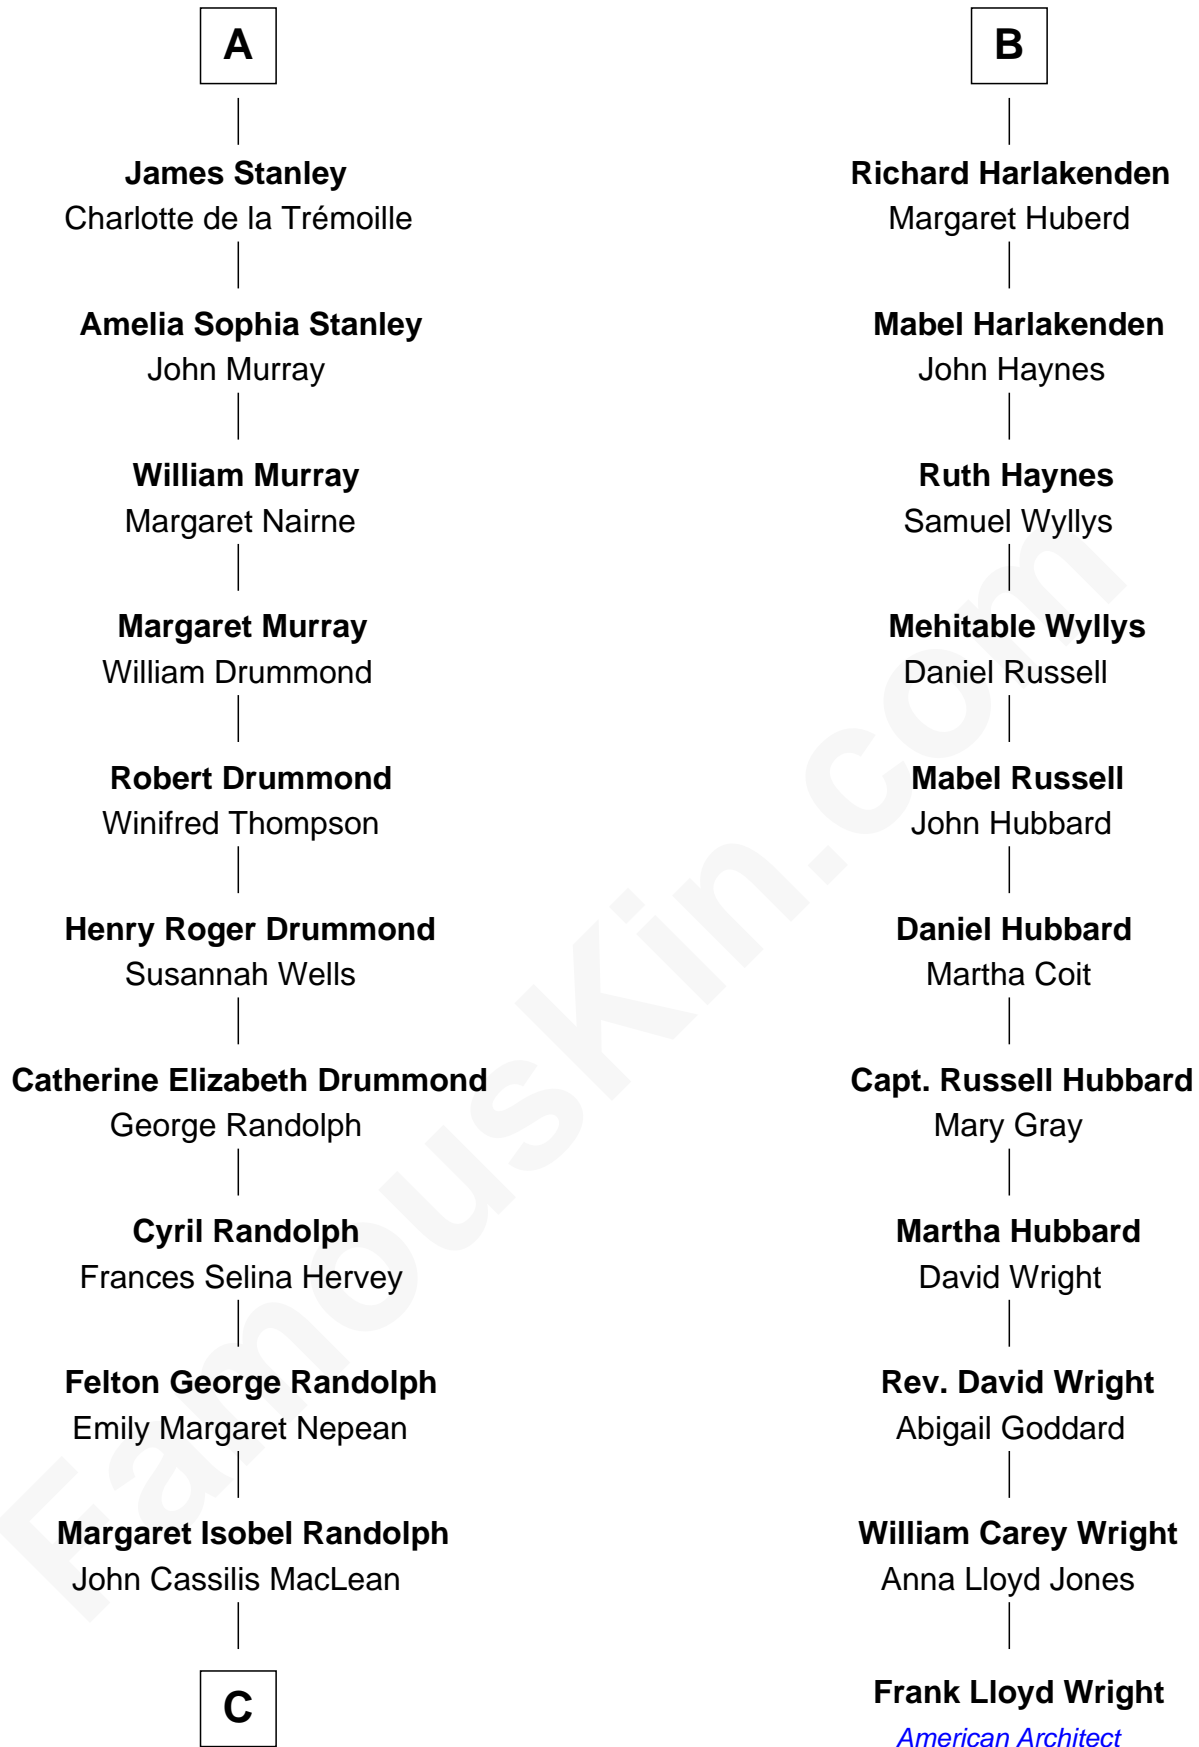 A
James Stanley
Charlotte de la Trémoille
Amelia Sophia Stanley
John Murray
William Murray
Margaret Nairne
Margaret Murray
William Drummond
Robert Drummond
Winifred Thompson
Henry Roger Drummond
Susannah Wells
Catherine Elizabeth Drummond
George Randolph
Cyril Randolph
Frances Selina Hervey
Felton George Randolph
Emily Margaret Nepean
Margaret Isobel Randolph
John Cassilis MacLean
C
B
Richard Harlakenden
Margaret Huberd
Mabel Harlakenden
John Haynes
Ruth Haynes
Samuel Wyllys
Mehitable Wyllys
Daniel Russell
Mabel Russell
John Hubbard
Daniel Hubbard
Martha Coit
Capt. Russell Hubbard
Mary Gray
Martha Hubbard
David Wright
Rev. David Wright
Abigail Goddard
William Carey Wright
Anna Lloyd Jones
Frank Lloyd Wright
American Architect
FamousKin.com